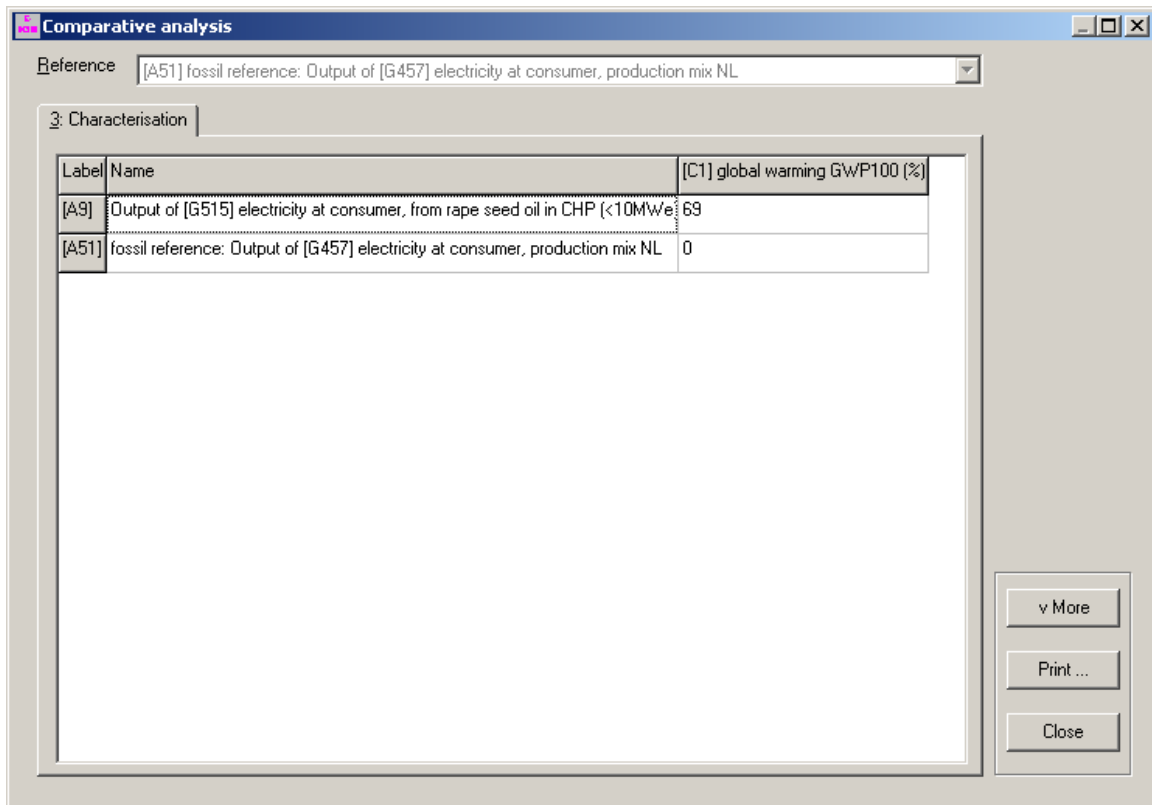 Comparative analysis
Reference [A51] fossil reference: Output of [G457] electricity at consumer, production mix NL
3: Characterisation
Label Name [C1] global warming GWP100 (%)
[A9] Output of [G515] electricity at consumer, from rape seed oil in CHP (<10MWe) 69
[A51] fossil reference: Output of [G457] electricity at consumer, production mix NL 0
v More
Print ...
Close